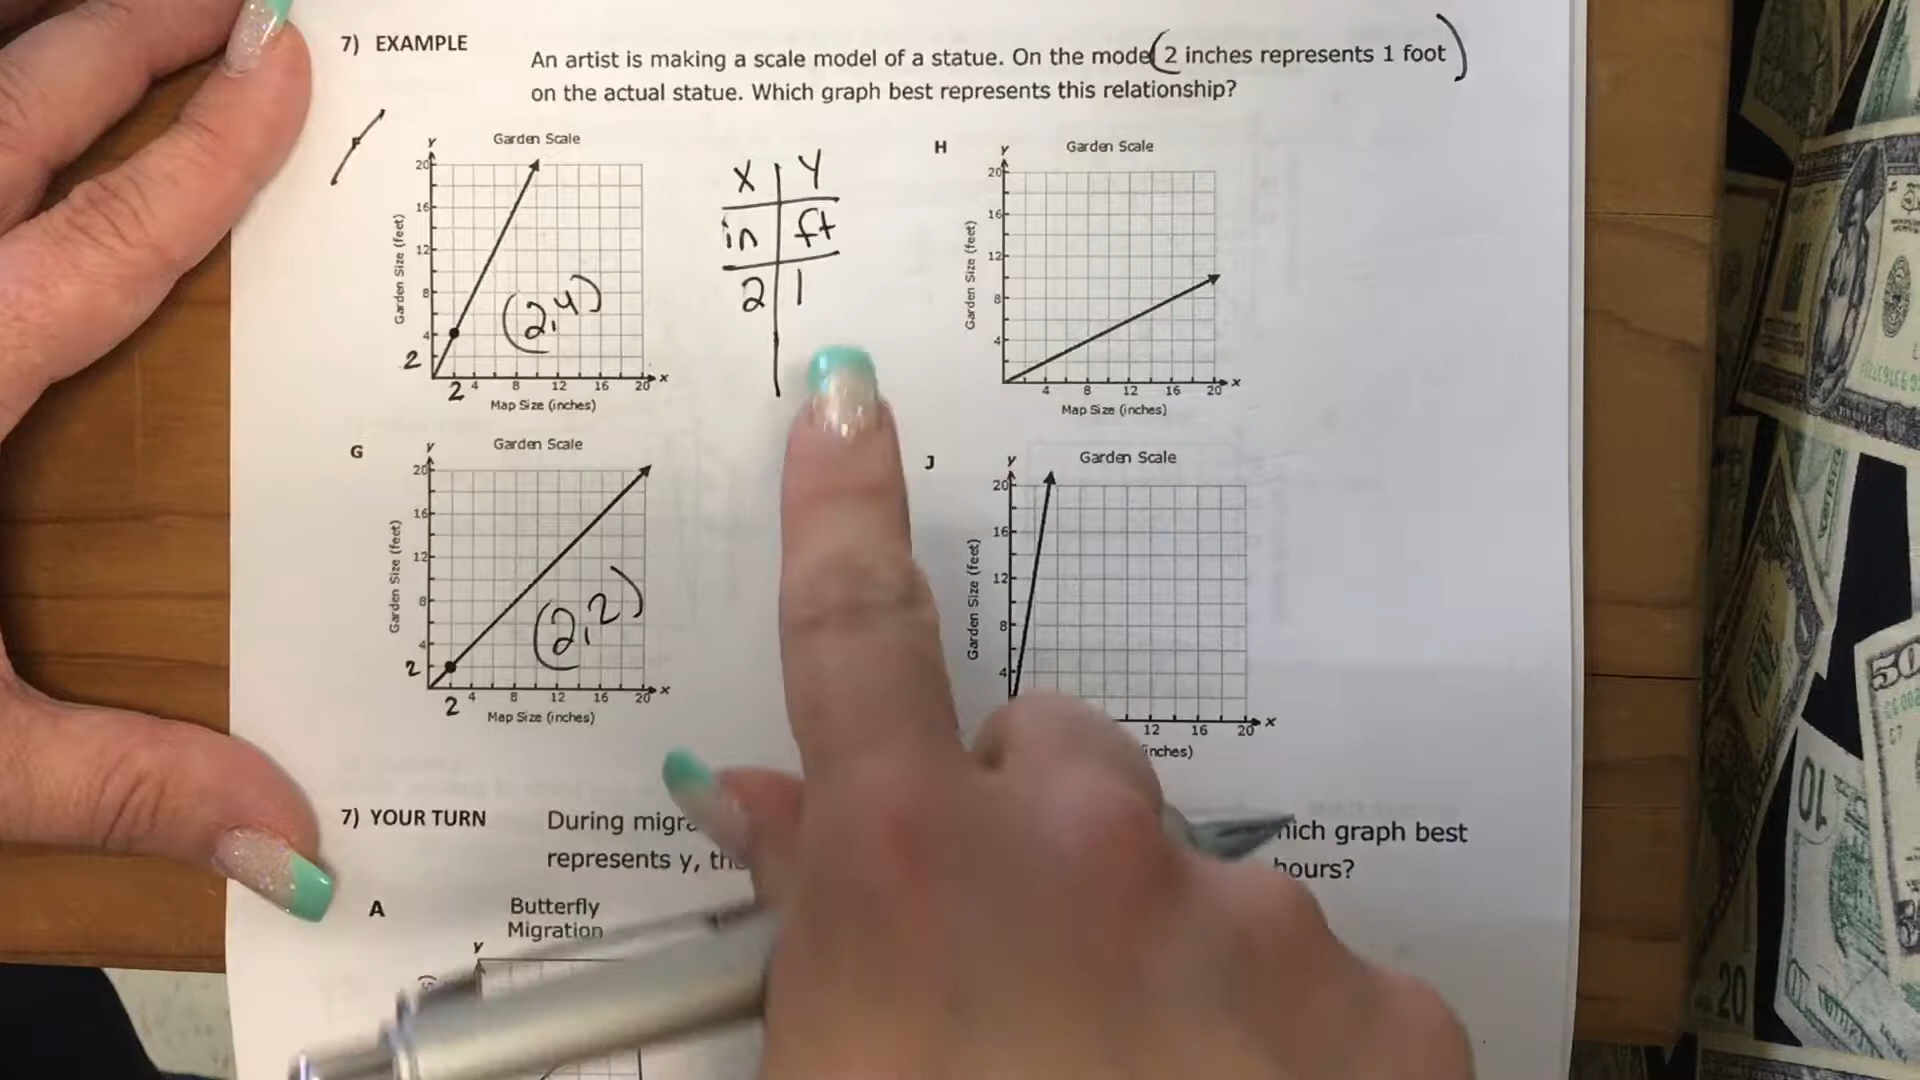 7) EXAMPLE
An artist is making a scale model of a statue. On the model 2 inches represents 1 foot
on the actual statue. Which graph best represents this relationship?
F
Garden Scale
y
20
16
12
8
4
2
Garden Size (feet)
(2,4)
2 4 8 12 16 20 x
Map Size (inches)
X Y
in ft
2 1
H
Garden Scale
y
20
16
12
8
4
Garden Size (feet)
4 8 12 16 20 x
Map Size (inches)
G
Garden Scale
y
20
16
12
8
4
2
Garden Size (feet)
(2,2)
2 4 8 12 16 20 x
Map Size (inches)
J
Garden Scale
y
20
16
12
8
4
Garden Size (feet)
12 16 20 x
inches)
7) YOUR TURN
During hich graph best
represents y, hours?
A
Butterfly
Migration
y
50
10
20